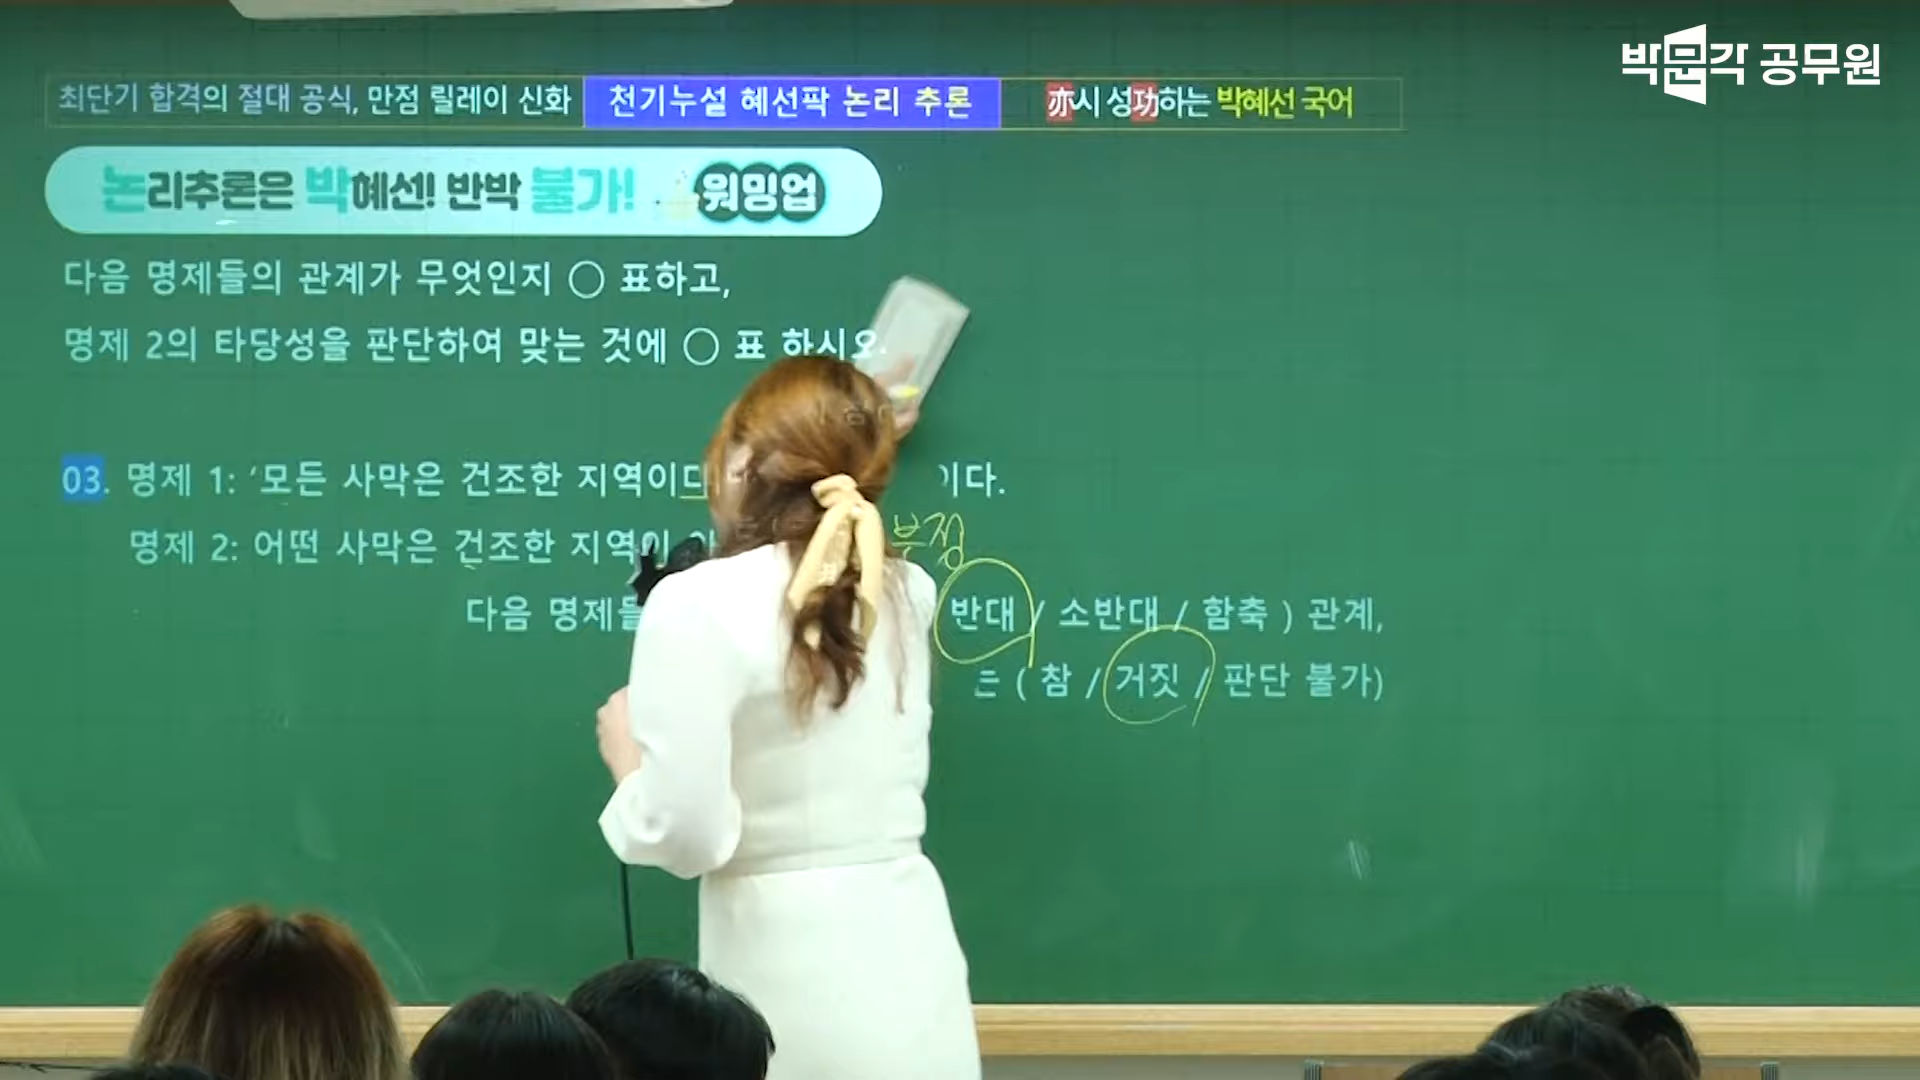 박문각 공무원
최단기 합격의 절대 공식, 만점 릴레이 신화 천기누설 혜선팍 논리 추론 亦시 성功하는 박혜선 국어
논리추론은 박혜선! 반박 불가! 워밍업
다음 명제들의 관계가 무엇인지 ○ 표하고,
명제 2의 타당성을 판단하여 맞는 것에 ○ 표 하시오.
03. 명제 1: ‘모든 사막은 건조한 지역이다 이다.
명제 2: 어떤 사막은 건조한 지역이
부정
다음 명제들 반대 / 소반대 / 함축 ) 관계,
( 참 / 거짓 / 판단 불가)